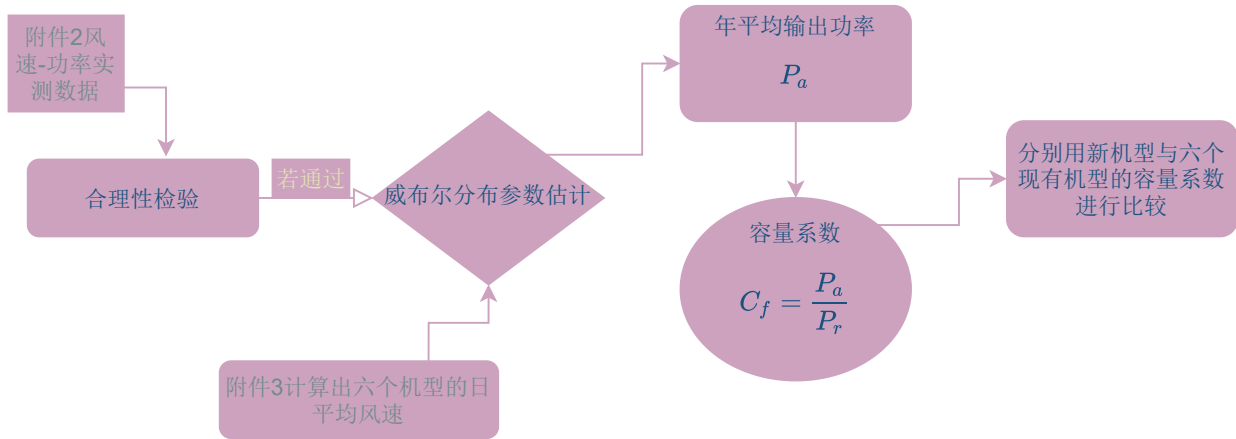 附件2风
速-功率实
测数据
合理性检验
若通过
威布尔分布参数估计
附件3计算出六个机型的日
平均风速
年平均输出功率
P_a
容量系数
C_f = P_a / P_r
分别用新机型与六个
现有机型的容量系数
进行比较